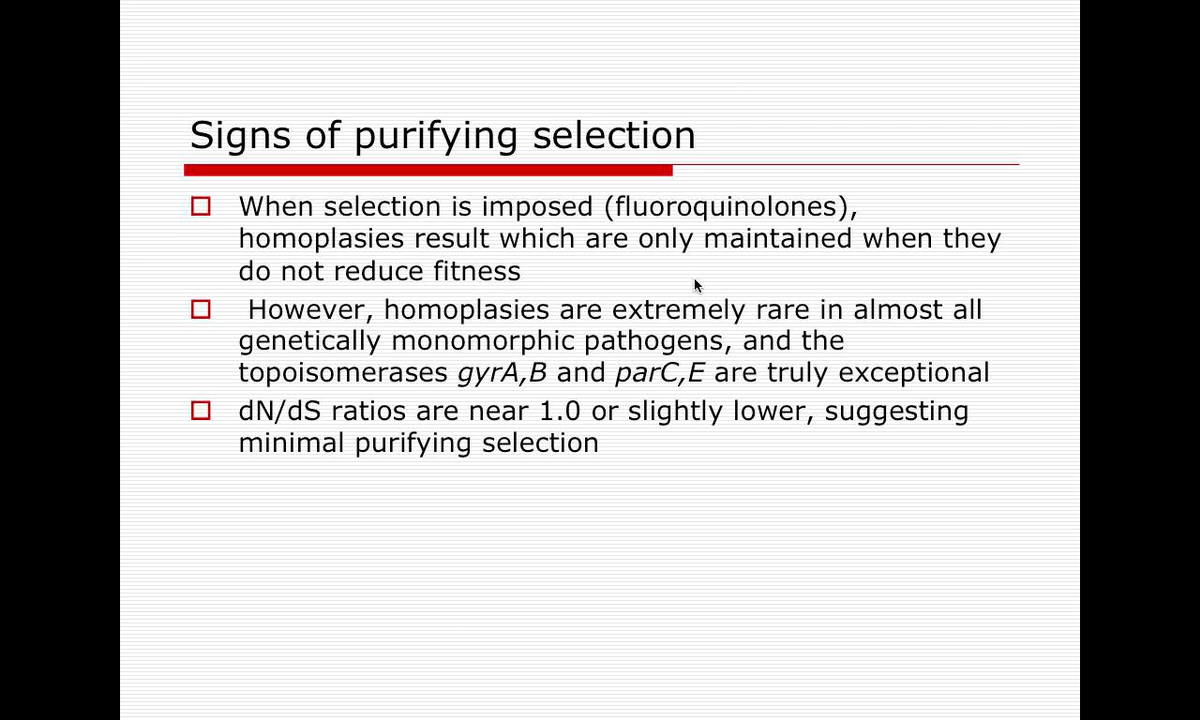 Signs of purifying selection
When selection is imposed (fluoroquinolones),
homoplasies result which are only maintained when they
do not reduce fitness
However, homoplasies are extremely rare in almost all
genetically monomorphic pathogens, and the
topoisomerases gyrA,B and parC,E are truly exceptional
dN/dS ratios are near 1.0 or slightly lower, suggesting
minimal purifying selection